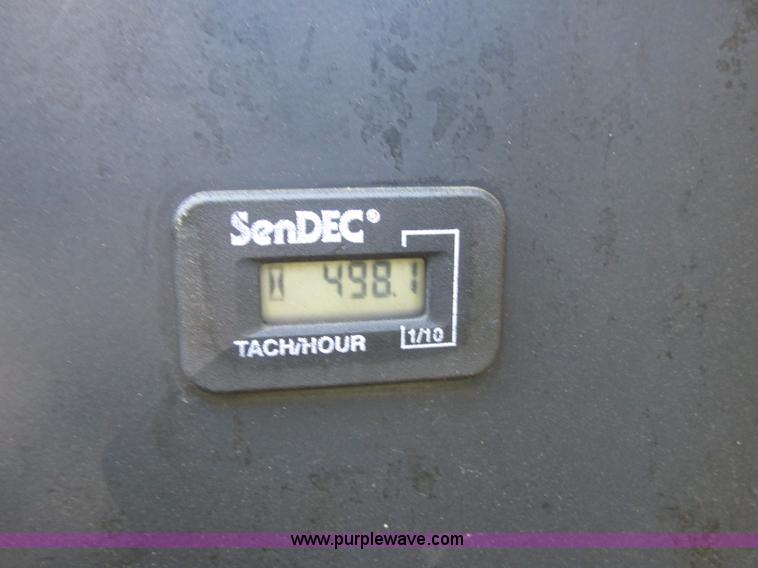 SenDEC®
498.1
TACH/HOUR 1/10
www.purplewave.com